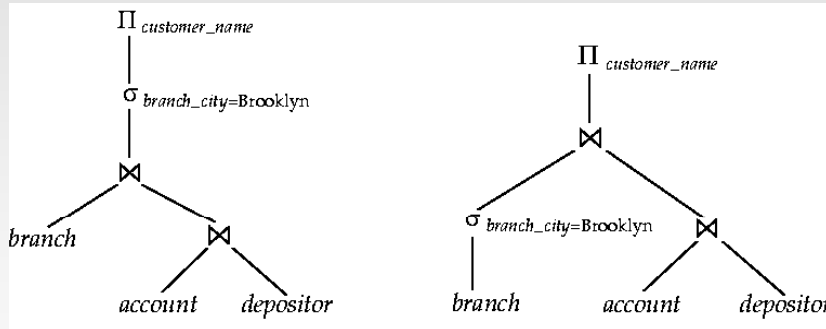 Π customer_name
σ branch_city=Brooklyn
⋈
branch
⋈
account depositor
Π customer_name
⋈
σ branch_city=Brooklyn
⋈
branch
account depositor